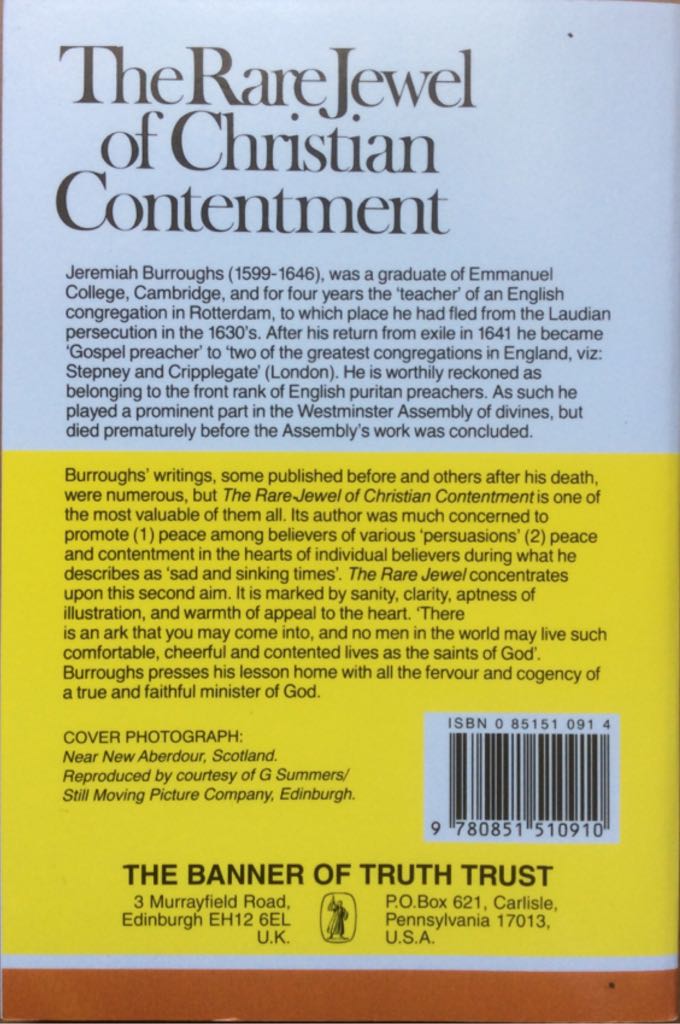 The Rare Jewel
of Christian
Contentment
Jeremiah Burroughs (1599-1646), was a graduate of Emmanuel
College, Cambridge, and for four years the 'teacher' of an English
congregation in Rotterdam, to which place he had fled from the Laudian
persecution in the 1630's. After his return from exile in 1641 he became
'Gospel preacher' to 'two of the greatest congregations in England, viz:
Stepney and Cripplegate' (London). He is worthily reckoned as
belonging to the front rank of English puritan preachers. As such he
played a prominent part in the Westminster Assembly of divines, but
died prematurely before the Assembly's work was concluded.
Burroughs' writings, some published before and others after his death,
were numerous, but The Rare Jewel of Christian Contentment is one of
the most valuable of them all. Its author was much concerned to
promote (1) peace among believers of various 'persuasions' (2) peace
and contentment in the hearts of individual believers during what he
describes as 'sad and sinking times'. The Rare Jewel concentrates
upon this second aim. It is marked by sanity, clarity, aptness of
illustration, and warmth of appeal to the heart. 'There
is an ark that you may come into, and no men in the world may live such
comfortable, cheerful and contented lives as the saints of God'.
Burroughs presses his lesson home with all the fervour and cogency of
a true and faithful minister of God.
COVER PHOTOGRAPH:
Near New Aberdour, Scotland.
Reproduced by courtesy of G Summers/
Still Moving Picture Company, Edinburgh.
ISBN 0 85151 091 4
9 780851 510910
THE BANNER OF TRUTH TRUST
3 Murrayfield Road,
Edinburgh EH12 6EL
U.K.
P.O.Box 621, Carlisle,
Pennsylvania 17013,
U.S.A.